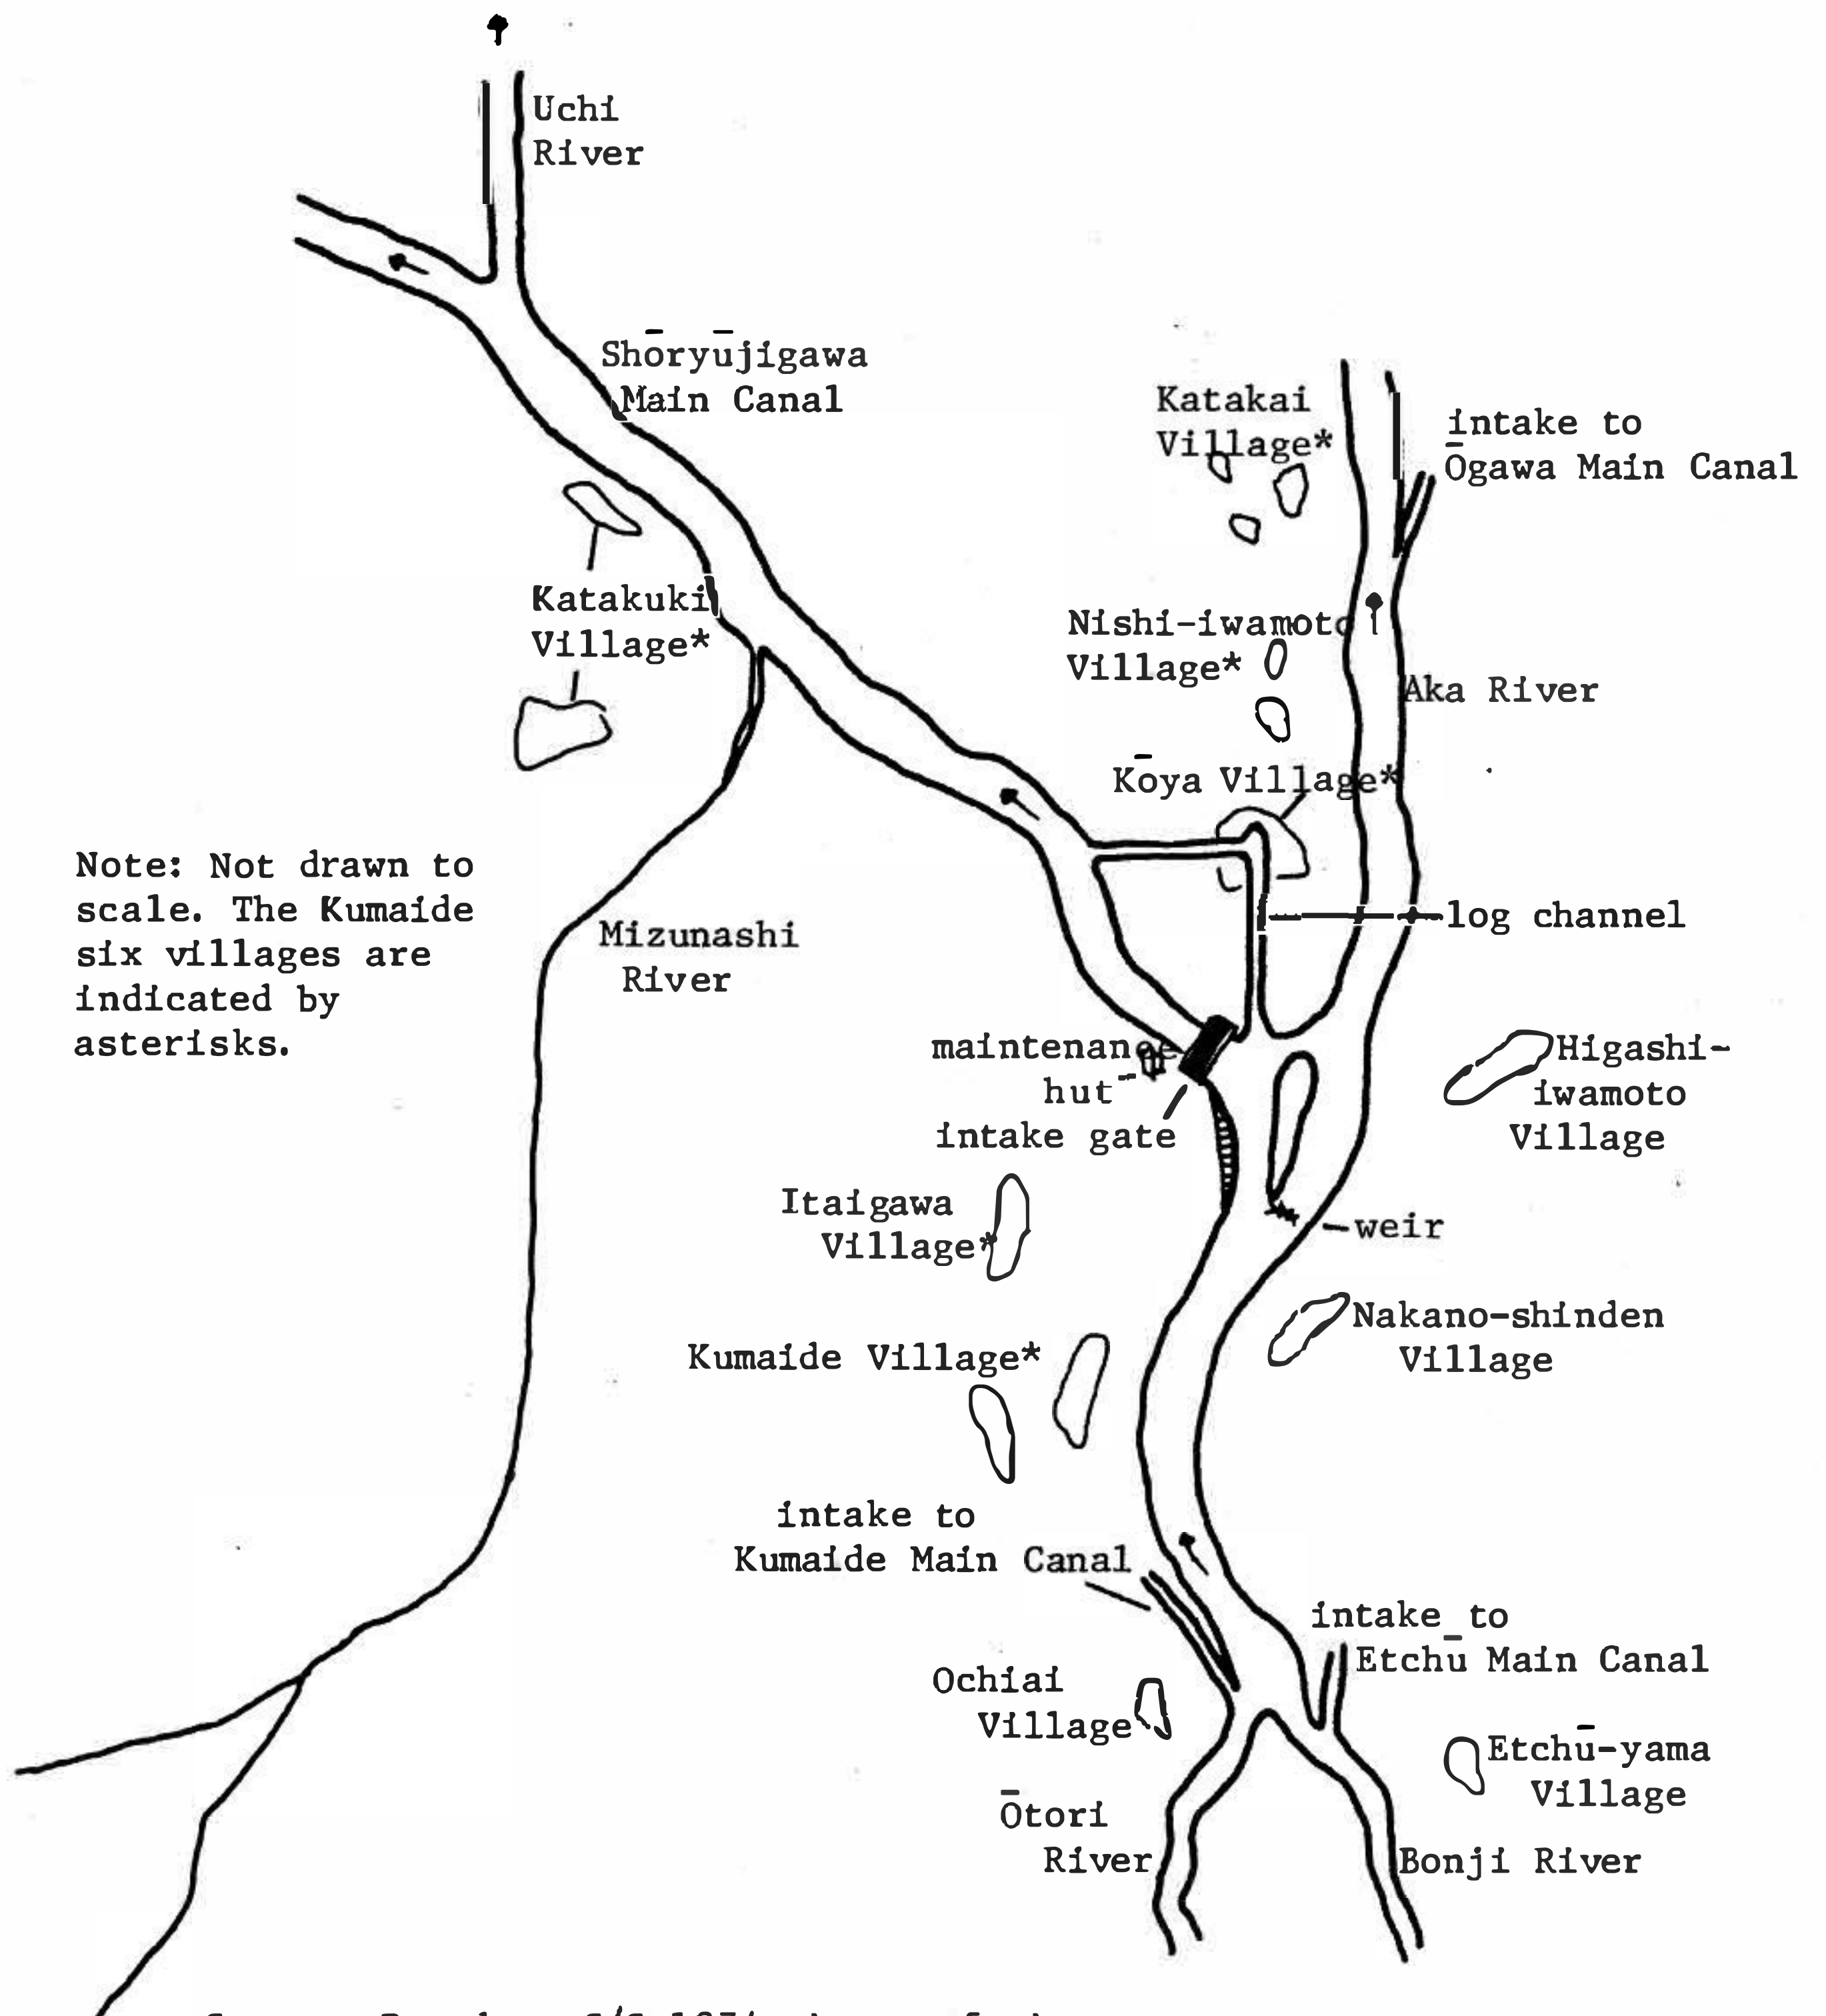 Uchi
River
Shōryūjigawa
Main Canal
Katakai
Village*
intake to
Ōgawa Main Canal
Katakuki
Village*
Nishi-iwamoto
Village*
Aka River
Kōya Village*
Note: Not drawn to
scale. The Kumaide
six villages are
indicated by
asterisks.
Mizunashi
River
log channel
maintenance
hut
intake gate
Higashi-
iwamoto
Village
Itaigawa
Village*
weir
Nakano-shinden
Village
Kumaide Village*
intake to
Kumaide Main Canal
intake to
Etchū Main Canal
Ochiai
Village
Etchū-yama
Village
Ōtori
River
Bonji River